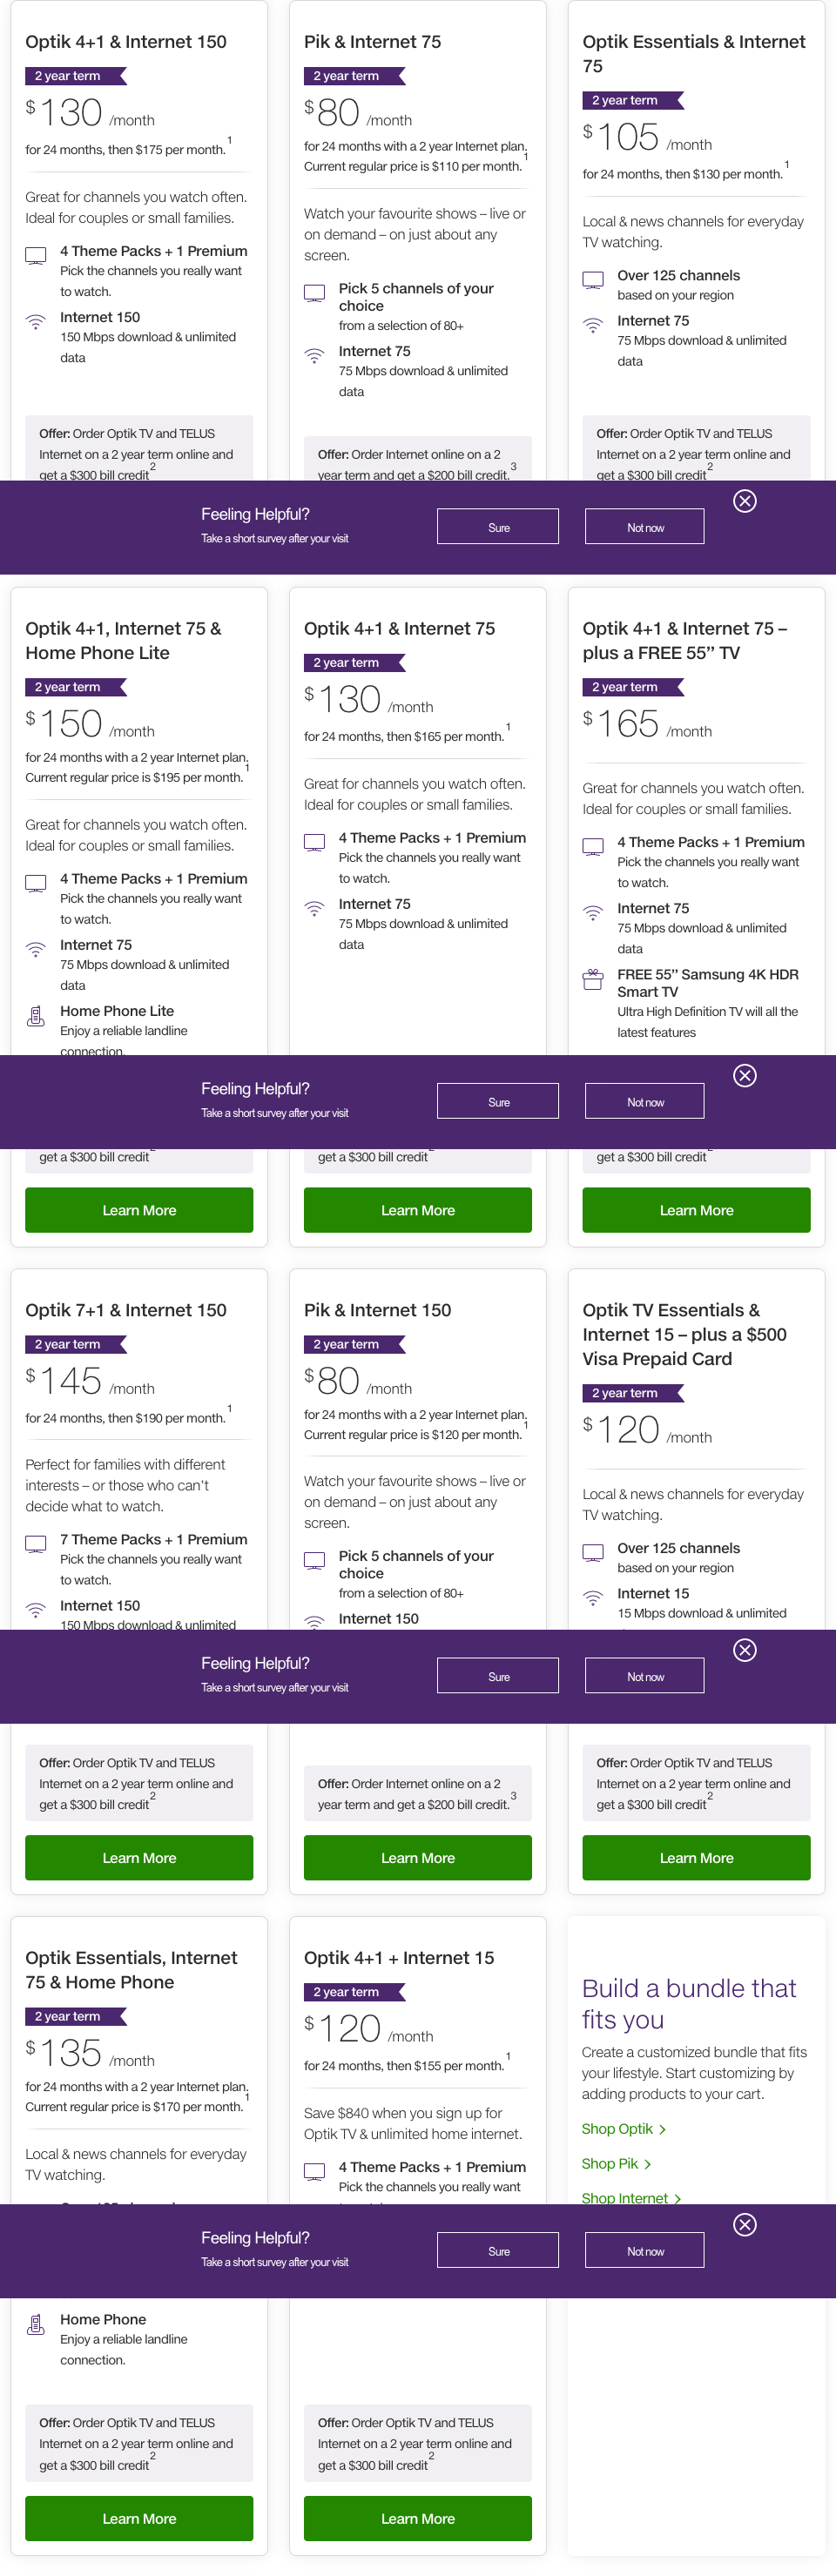 Optik 4+1 & Internet 150
2 year term
$130 /month
for 24 months, then $175 per month.1
Great for channels you watch often.
Ideal for couples or small families.
4 Theme Packs + 1 Premium
Pick the channels you really want
to watch.
Internet 150
150 Mbps download & unlimited
data
Offer: Order Optik TV and TELUS
Internet on a 2 year term online and
get a $300 bill credit2
Pik & Internet 75
2 year term
$80 /month
for 24 months with a 2 year Internet plan.
Current regular price is $110 per month.1
Watch your favourite shows – live or
on demand – on just about any
screen.
Pick 5 channels of your
choice
from a selection of 80+
Internet 75
75 Mbps download & unlimited
data
Offer: Order Internet online on a 2
year term and get a $200 bill credit.3
Optik Essentials & Internet
75
2 year term
$105 /month
for 24 months, then $130 per month.1
Local & news channels for everyday
TV watching.
Over 125 channels
based on your region
Internet 75
75 Mbps download & unlimited
data
Offer: Order Optik TV and TELUS
Internet on a 2 year term online and
get a $300 bill credit2
Feeling Helpful?
Take a short survey after your visit
Sure
Not now
Optik 4+1, Internet 75 &
Home Phone Lite
2 year term
$150 /month
for 24 months with a 2 year Internet plan.
Current regular price is $195 per month.1
Great for channels you watch often.
Ideal for couples or small families.
4 Theme Packs + 1 Premium
Pick the channels you really want
to watch.
Internet 75
75 Mbps download & unlimited
data
Home Phone Lite
Enjoy a reliable landline
connection.
Optik 4+1 & Internet 75
2 year term
$130 /month
for 24 months, then $165 per month.1
Great for channels you watch often.
Ideal for couples or small families.
4 Theme Packs + 1 Premium
Pick the channels you really want
to watch.
Internet 75
75 Mbps download & unlimited
data
Optik 4+1 & Internet 75 –
plus a FREE 55” TV
2 year term
$165 /month
Great for channels you watch often.
Ideal for couples or small families.
4 Theme Packs + 1 Premium
Pick the channels you really want
to watch.
Internet 75
75 Mbps download & unlimited
data
FREE 55” Samsung 4K HDR
Smart TV
Ultra High Definition TV will all the
latest features
Feeling Helpful?
Take a short survey after your visit
Sure
Not now
get a $300 bill credit2
Learn More
get a $300 bill credit2
Learn More
get a $300 bill credit2
Learn More
Optik 7+1 & Internet 150
2 year term
$145 /month
for 24 months, then $190 per month.1
Perfect for families with different
interests – or those who can't
decide what to watch.
7 Theme Packs + 1 Premium
Pick the channels you really want
to watch.
Internet 150
150 Mbps download & unlimited
Pik & Internet 150
2 year term
$80 /month
for 24 months with a 2 year Internet plan.
Current regular price is $120 per month.1
Watch your favourite shows – live or
on demand – on just about any
screen.
Pick 5 channels of your
choice
from a selection of 80+
Internet 150
Optik TV Essentials &
Internet 15 – plus a $500
Visa Prepaid Card
2 year term
$120 /month
Local & news channels for everyday
TV watching.
Over 125 channels
based on your region
Internet 15
15 Mbps download & unlimited
Feeling Helpful?
Take a short survey after your visit
Sure
Not now
Offer: Order Optik TV and TELUS
Internet on a 2 year term online and
get a $300 bill credit2
Learn More
Offer: Order Internet online on a 2
year term and get a $200 bill credit.3
Learn More
Offer: Order Optik TV and TELUS
Internet on a 2 year term online and
get a $300 bill credit2
Learn More
Optik Essentials, Internet
75 & Home Phone
2 year term
$135 /month
for 24 months with a 2 year Internet plan.
Current regular price is $170 per month.1
Local & news channels for everyday
TV watching.
Optik 4+1 + Internet 15
2 year term
$120 /month
for 24 months, then $155 per month.1
Save $840 when you sign up for
Optik TV & unlimited home internet.
4 Theme Packs + 1 Premium
Pick the channels you really want
Build a bundle that
fits you
Create a customized bundle that fits
your lifestyle. Start customizing by
adding products to your cart.
Shop Optik
Shop Pik
Shop Internet
Feeling Helpful?
Take a short survey after your visit
Sure
Not now
Home Phone
Enjoy a reliable landline
connection.
Offer: Order Optik TV and TELUS
Internet on a 2 year term online and
get a $300 bill credit2
Learn More
Offer: Order Optik TV and TELUS
Internet on a 2 year term online and
get a $300 bill credit2
Learn More